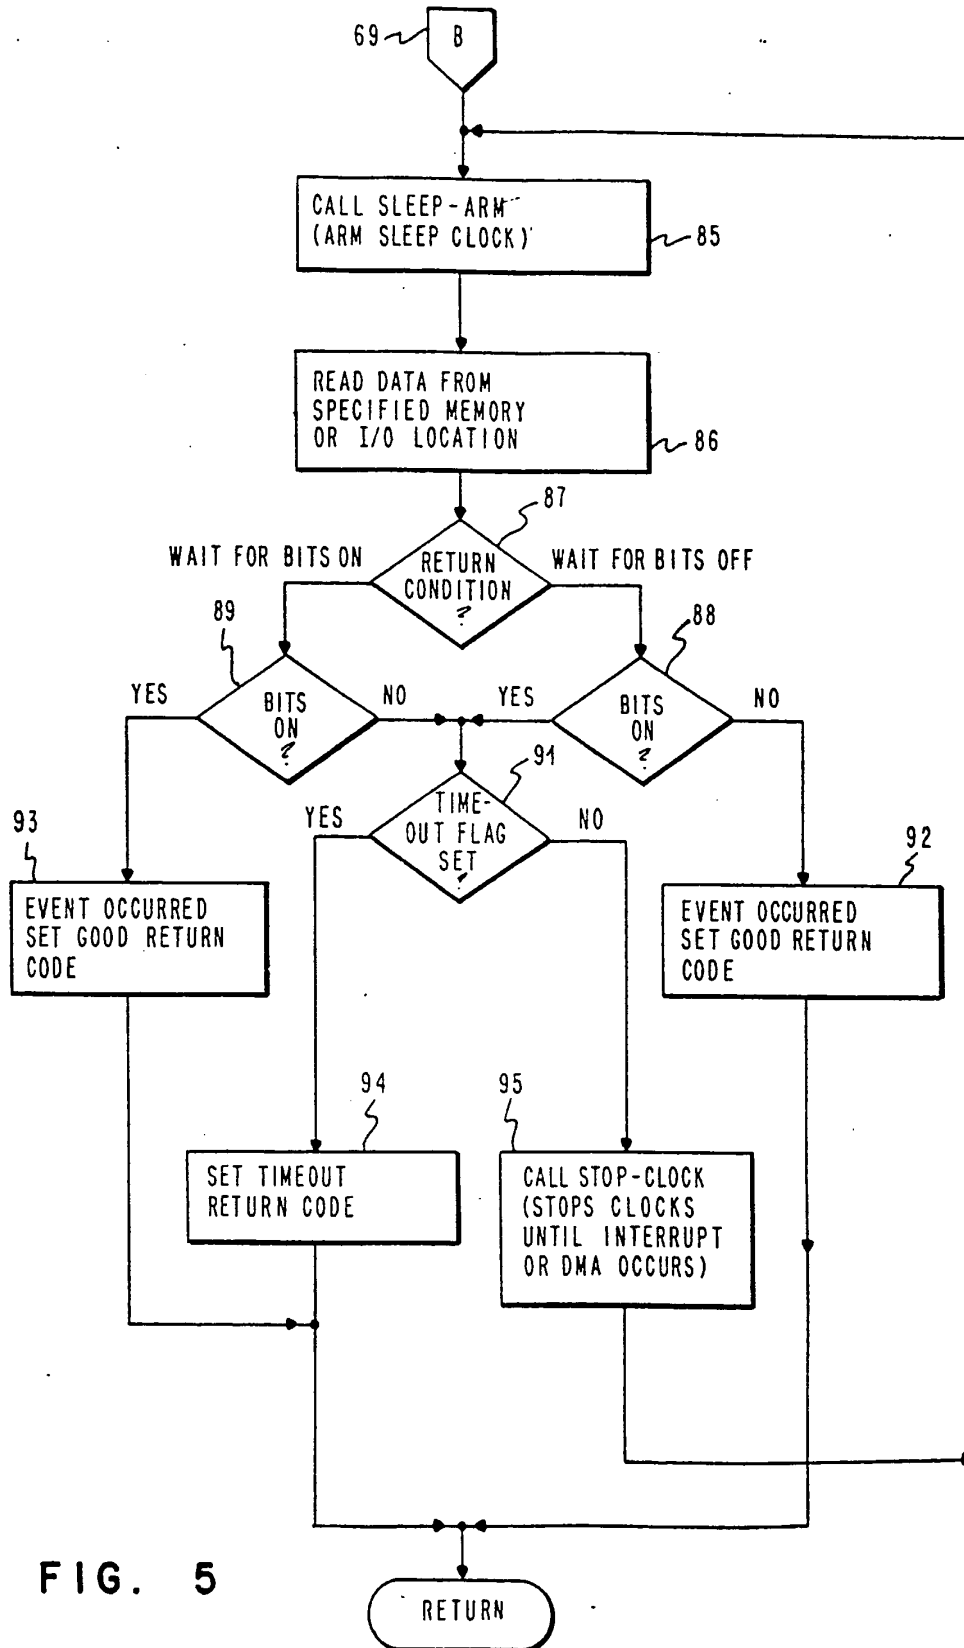 69
B
CALL SLEEP-ARM
(ARM SLEEP CLOCK)
85
READ DATA FROM
SPECIFIED MEMORY
OR I/O LOCATION
86
87
WAIT FOR BITS ON
RETURN
CONDITION
?
WAIT FOR BITS OFF
89
88
YES
BITS
ON
?
NO
YES
BITS
ON
?
NO
91
YES
TIME-
OUT FLAG
SET
?
NO
93
92
EVENT OCCURRED
SET GOOD RETURN
CODE
EVENT OCCURRED
SET GOOD RETURN
CODE
94
95
SET TIMEOUT
RETURN CODE
CALL STOP-CLOCK
(STOPS CLOCKS
UNTIL INTERRUPT
OR DMA OCCURS)
FIG. 5
RETURN